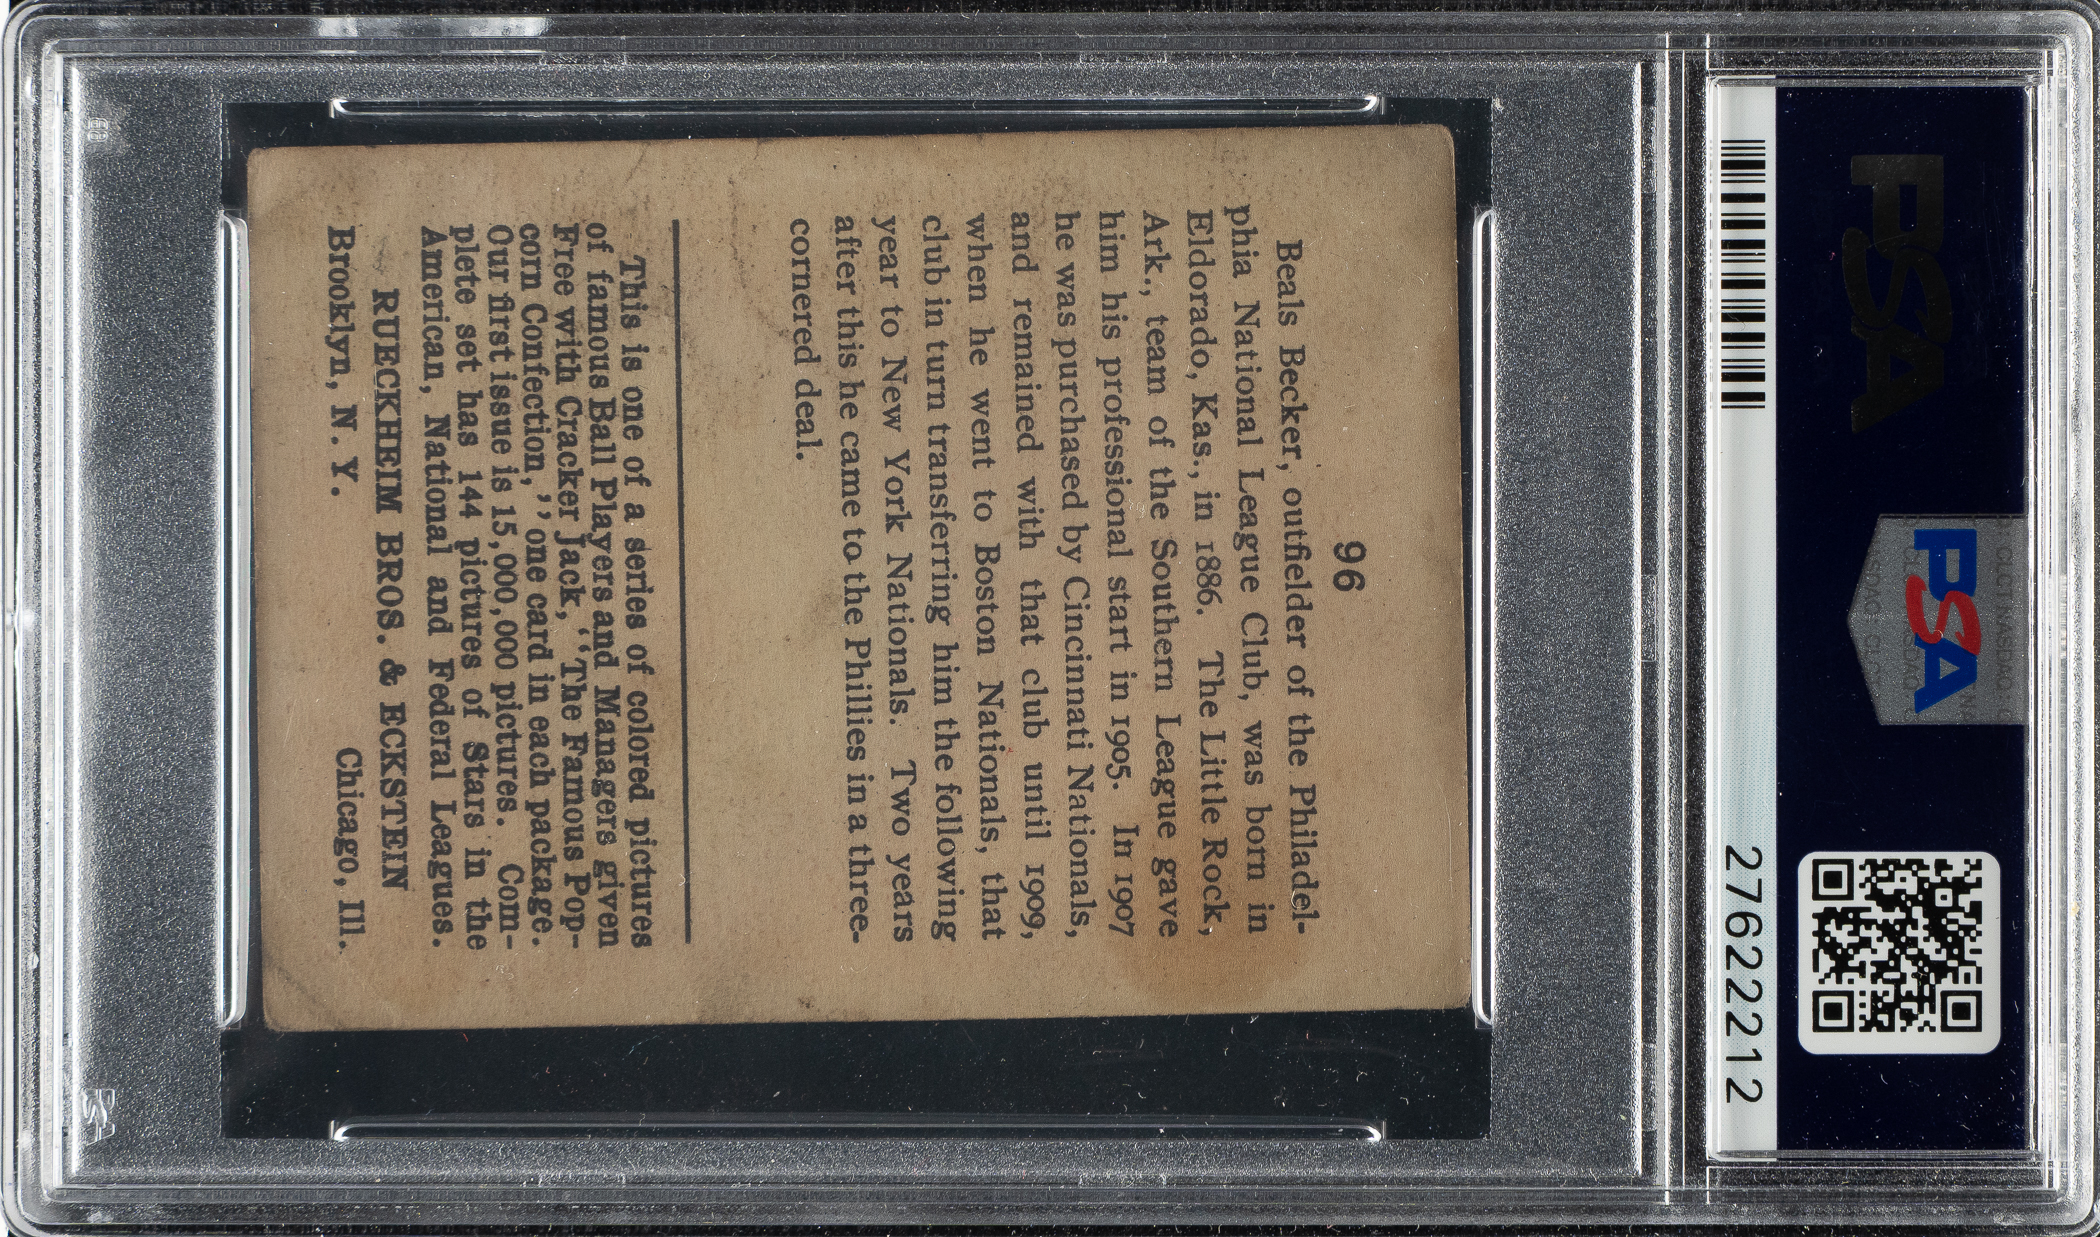 PSA
PSA
27622212
96
Beals Becker, outfielder of the Philadel-
phia National League Club, was born in
Eldorado, Kas., in 1886. The Little Rock,
Ark., team of the Southern League gave
him his professional start in 1905. In 1907
he was purchased by Cincinnati Nationals,
and remained with that club until 1909,
when he went to Boston Nationals, that
club in turn transferring him the following
year to New York Nationals. Two years
after this he came to the Phillies in a three-
cornered deal.
This is one of a series of colored pictures
of famous Ball Players and Managers given
Free with Cracker Jack, "The Famous Pop-
corn Confection," one card in each package.
Our first issue is 15,000,000 pictures. Com-
plete set has 144 pictures of Stars in the
American, National and Federal Leagues.
RUECKHEIM BROS. & ECKSTEIN
Brooklyn, N. Y. Chicago, Ill.
PSA